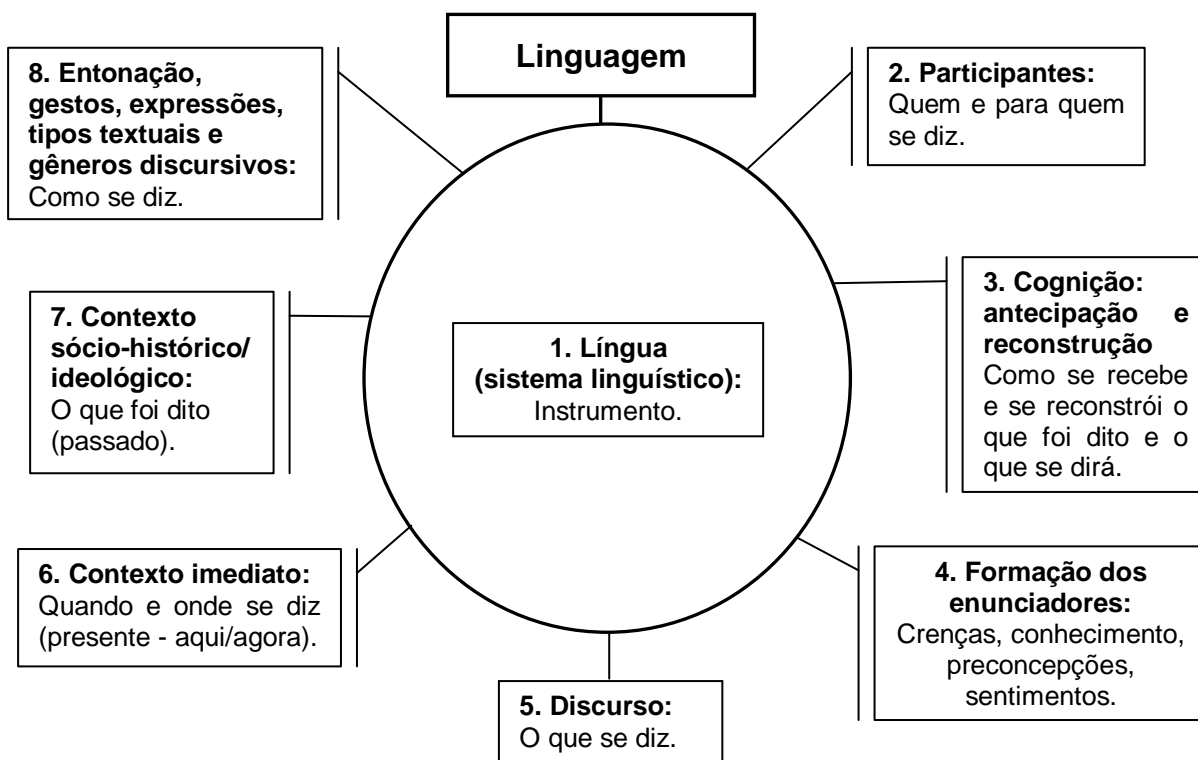 Linguagem
8. Entonação,
gestos, expressões,
tipos textuais e
gêneros discursivos:
Como se diz.
2. Participantes:
Quem e para quem
se diz.
3. Cognição:
antecipação e
reconstrução
Como se recebe
e se reconstrói o
que foi dito e o
que se dirá.
7. Contexto
sócio-histórico/
ideológico:
O que foi dito
(passado).
1. Língua
(sistema linguístico):
Instrumento.
6. Contexto imediato:
Quando e onde se diz
(presente - aqui/agora).
4. Formação dos
enunciadores:
Crenças, conhecimento,
preconcepções,
sentimentos.
5. Discurso:
O que se diz.